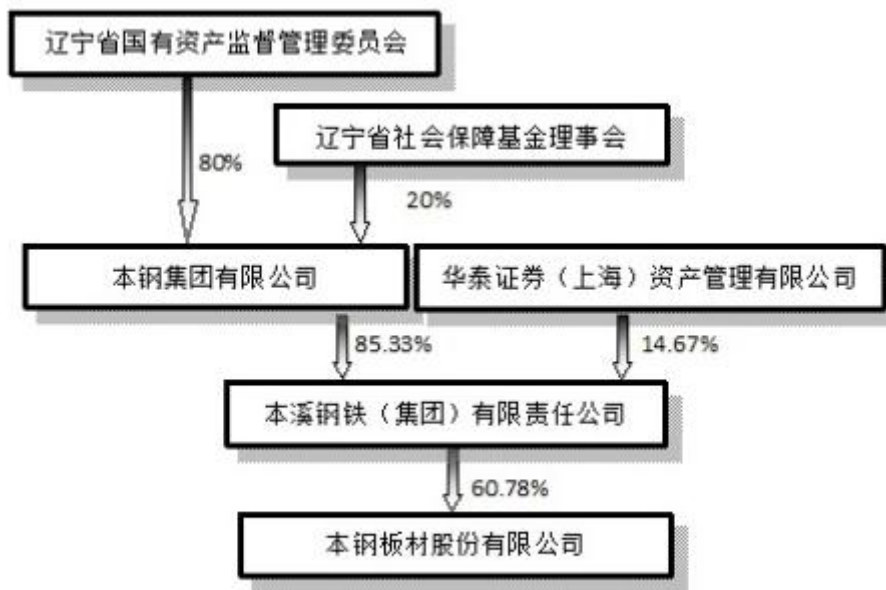 辽宁省国有资产监督管理委员会
辽宁省社会保障基金理事会
80%
20%
本钢集团有限公司
华泰证券（上海）资产管理有限公司
85.33%
14.67%
本溪钢铁（集团）有限责任公司
60.78%
本钢板材股份有限公司